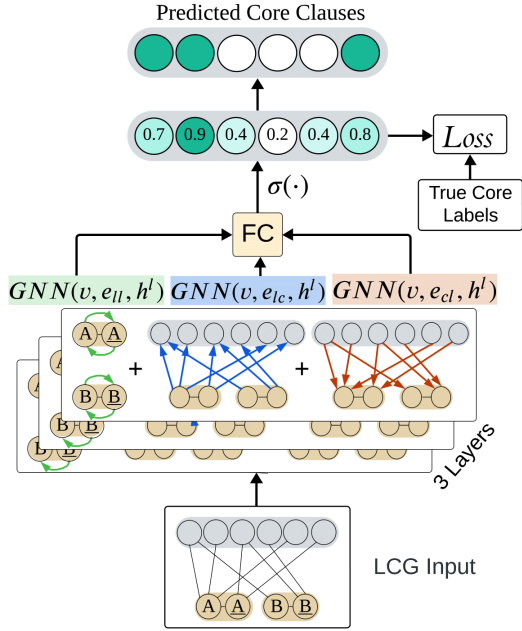 Predicted Core Clauses
0.7 0.9 0.4 0.2 0.4 0.8
Loss
True Core
Labels
σ(·)
FC
GNN(v, e_ll, h^l) GNN(v, e_lc, h^l) GNN(v, e_cl, h^l)
A A
+ +
B B
B B
B B
3 Layers
A A B B
LCG Input